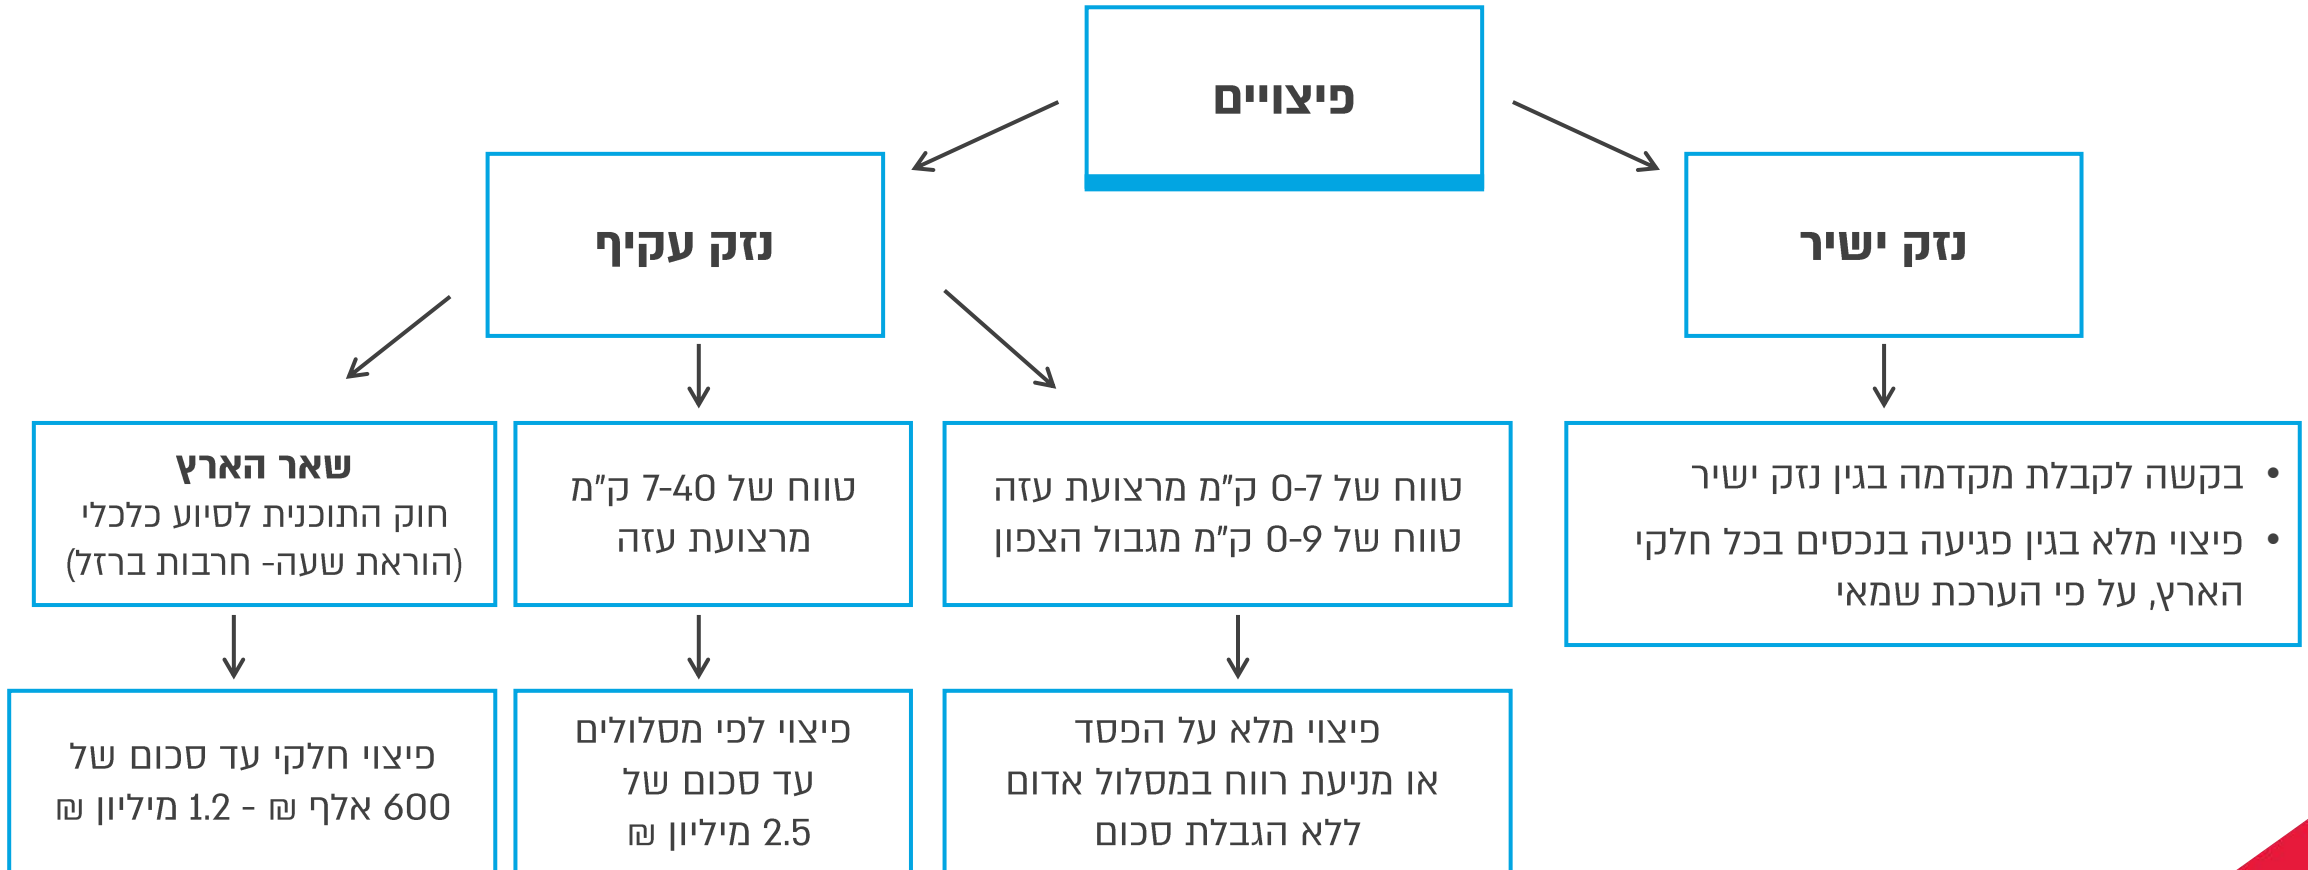 פיצויים
נזק ישיר
נזק עקיף
• בקשה לקבלת מקדמה בגין נזק ישיר
• פיצוי מלא בגין פגיעה בנכסים בכל חלקי
הארץ, על פי הערכת שמאי
טווח של 0-7 ק"מ מרצועת עזה
טווח של 0-9 ק"מ מגבול הצפון
טווח של 7-40 ק"מ
מרצועת עזה
שאר הארץ
חוק התוכנית לסיוע כלכלי
(הוראת שעה- חרבות ברזל)
פיצוי מלא על הפסד
או מניעת רווח במסלול אדום
ללא הגבלת סכום
פיצוי לפי מסלולים
עד סכום של
2.5 מיליון ₪
פיצוי חלקי עד סכום של
600 אלף ₪ - 1.2 מיליון ₪